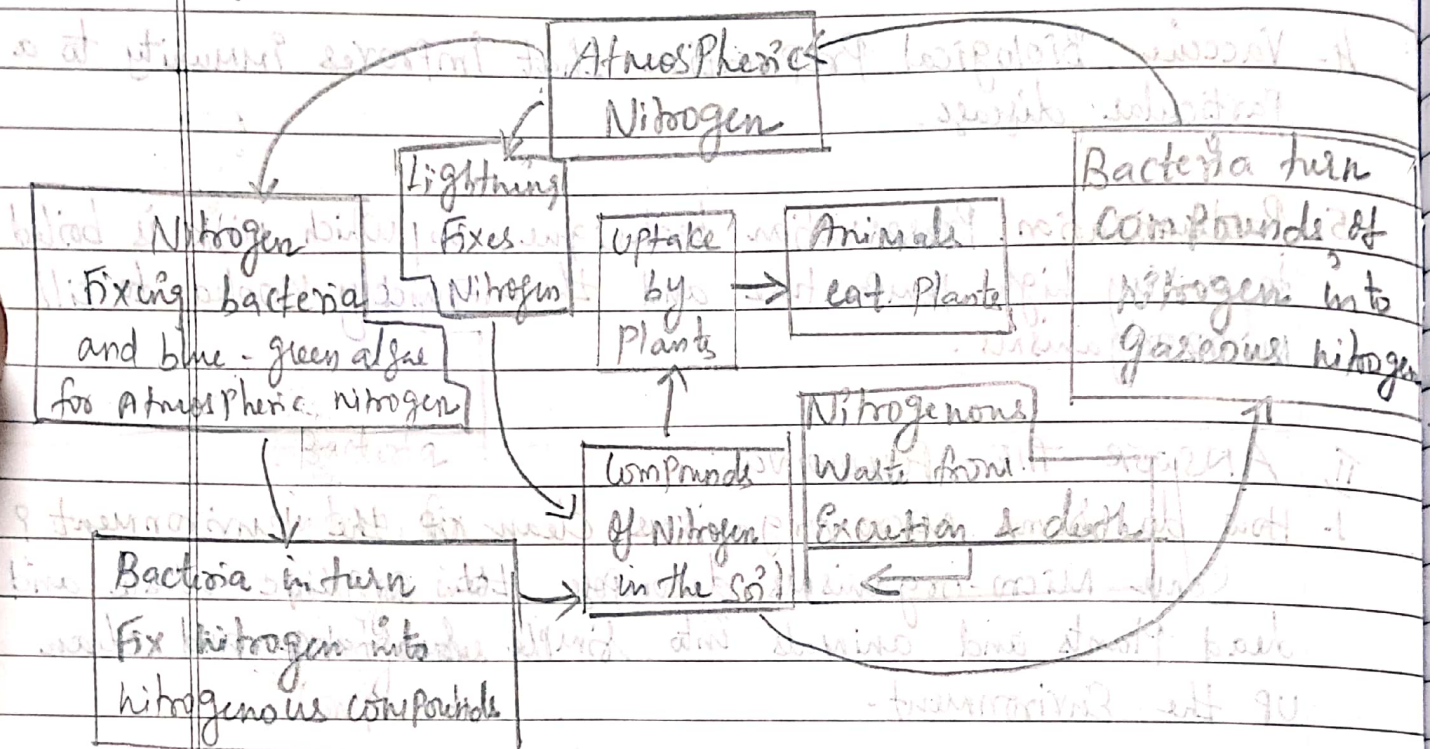 Atmospheric
Nitrogen
Lightning
Fixes
Nitrogen
Nitrogen
Fixing bacteria
and blue-green algae
for Atmospheric nitrogen
Uptake
by
Plants
Animals
eat Plants
Bacteria turn
Compounds of
Nitrogen into
gaseous nitrogen
Nitrogenous
Waste from
Excretion & death
Compounds
of Nitrogen
in the Soil
Bacteria in turn
Fix nitrogen into
nitrogenous compounds